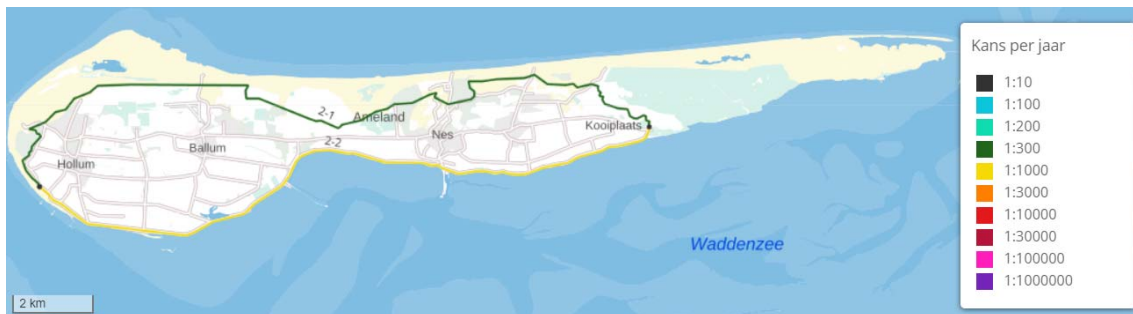 Kans per jaar
1:10
1:100
1:200
1:300
1:1000
1:3000
1:10000
1:30000
1:100000
1:1000000
2-1
Ameland
Kooiplaats
Nes
2-2
Ballum
Hollum
Waddenzee
2 km